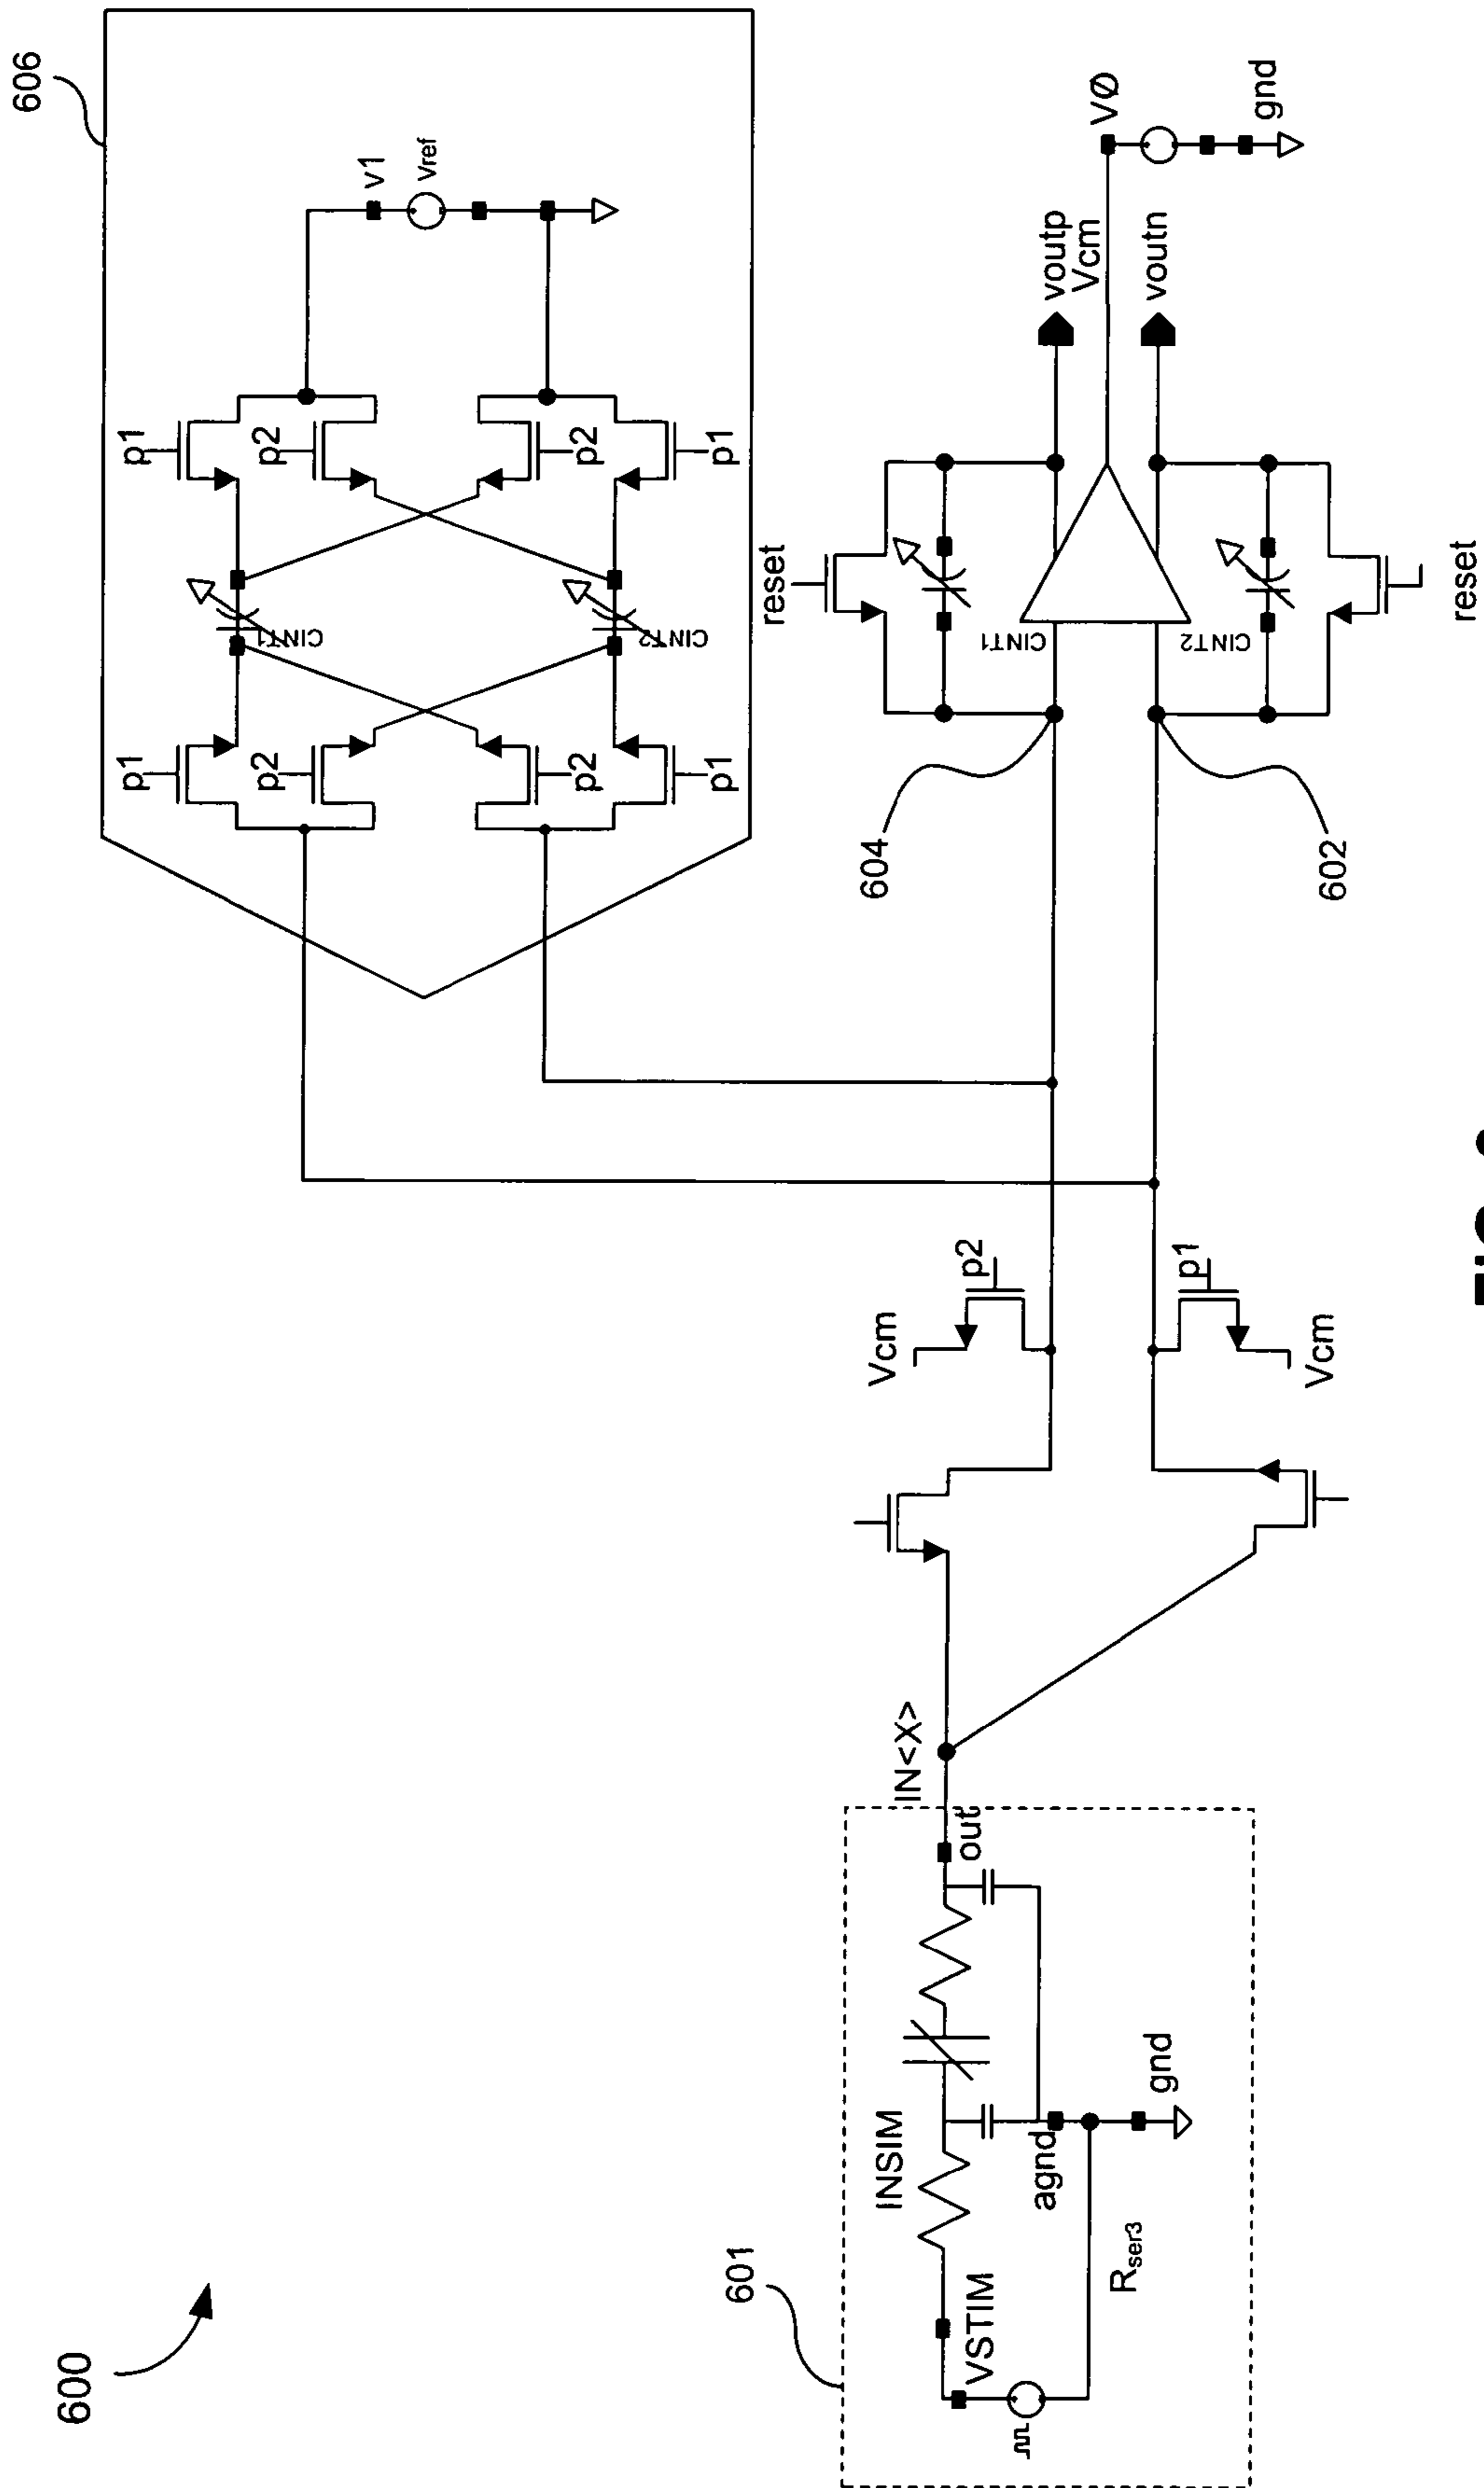 606
v1
Vref
p1
p2
p2
p1
CINT1
CINT2
p1
p2
p2
p1
VØ
gnd
voutp
Vcm
voutn
reset
CINT1
CINT2
reset
604
602
Vcm
p2
p1
Vcm
IN<X>
out
INSIM
agnd
gnd
Rser3
VSTIM
601
600